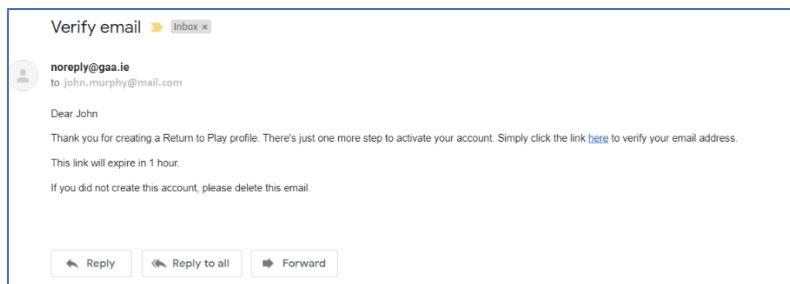 Verify email Inbox ×
noreply@gaa.ie
to john.murphy@mail.com
Dear John
Thank you for creating a Return to Play profile. There's just one more step to activate your account. Simply click the link here to verify your email address.
This link will expire in 1 hour.
If you did not create this account, please delete this email.
Reply Reply to all Forward